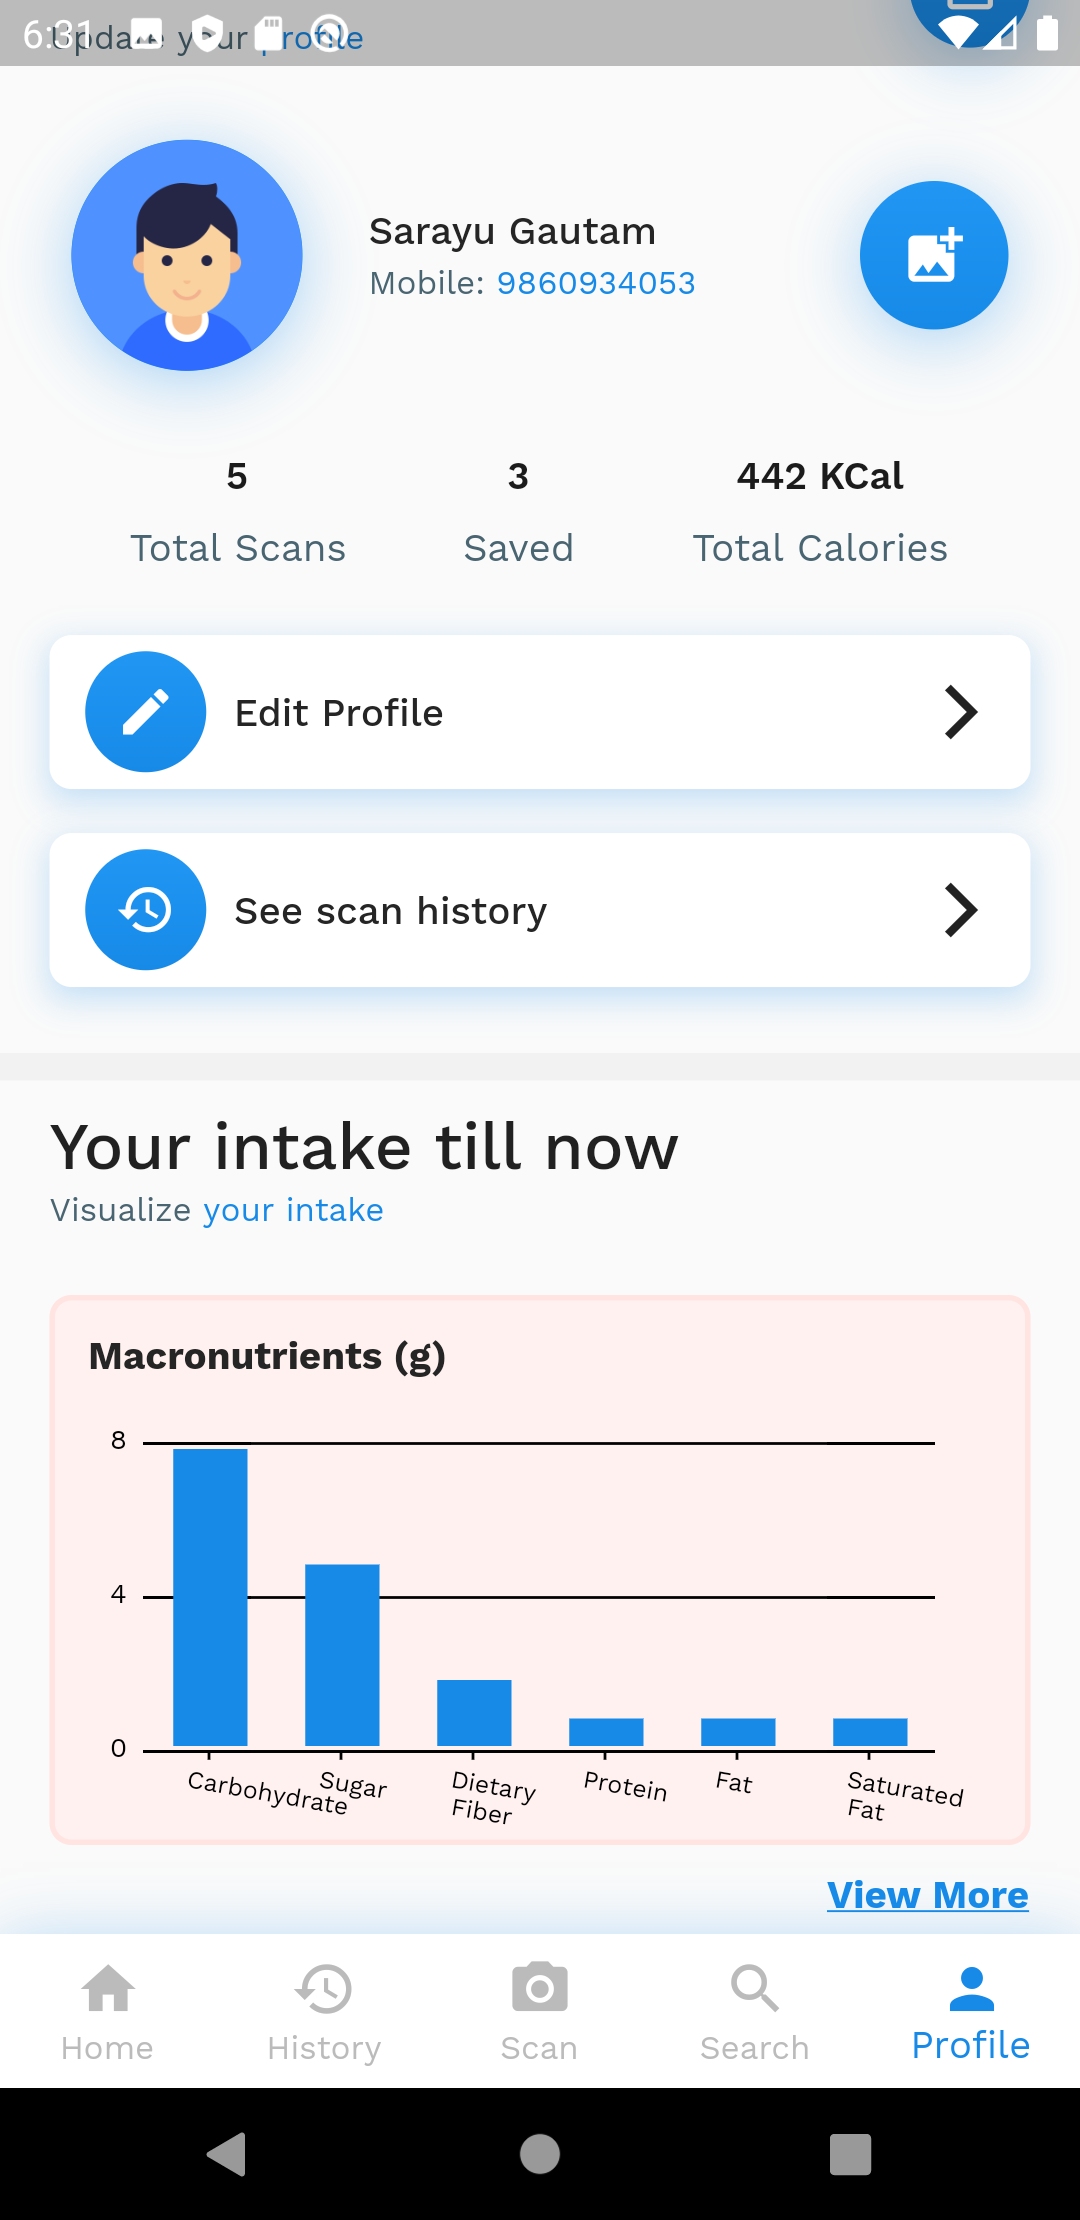 6:31
Update your profile
Sarayu Gautam
Mobile: 9860934053
5 3 442 KCal
Total Scans Saved Total Calories
Edit Profile
See scan history
Your intake till now
Visualize your intake
Macronutrients (g)
8
4
0
Carbohydrate Sugar Dietary Fiber Protein Fat Saturated Fat
View More
Home History Scan Search Profile